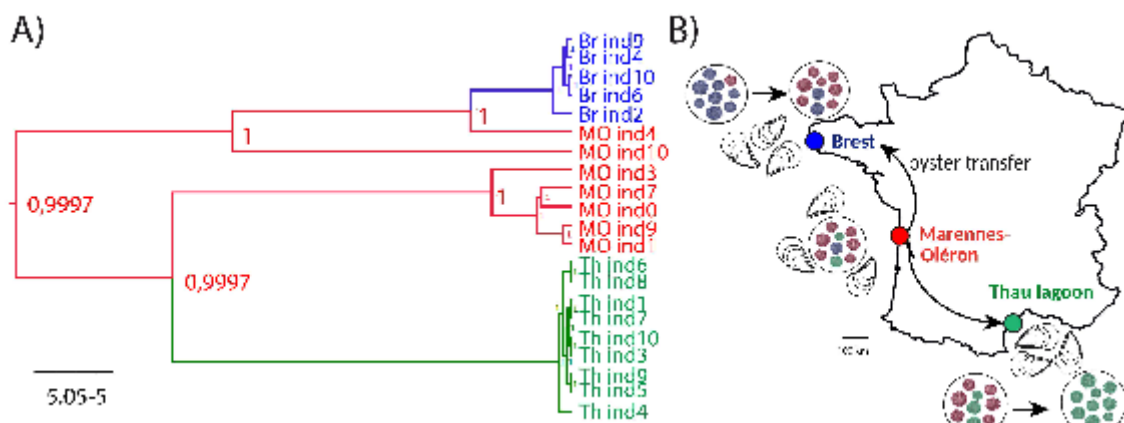 A)
Br ind9
Br ind4
Br ind10
Br ind6
Br ind2
MO ind4
MO ind10
MO ind3
MO ind7
MO ind0
MO ind9
MO ind1
Th ind6
Th ind8
Th ind1
Th ind7
Th ind10
Th ind3
Th ind9
Th ind5
Th ind4
1
1
0,9997
1
0,9997
5.05-5
B)
Brest
oyster transfer
Marennes-
Oléron
Thau lagoon